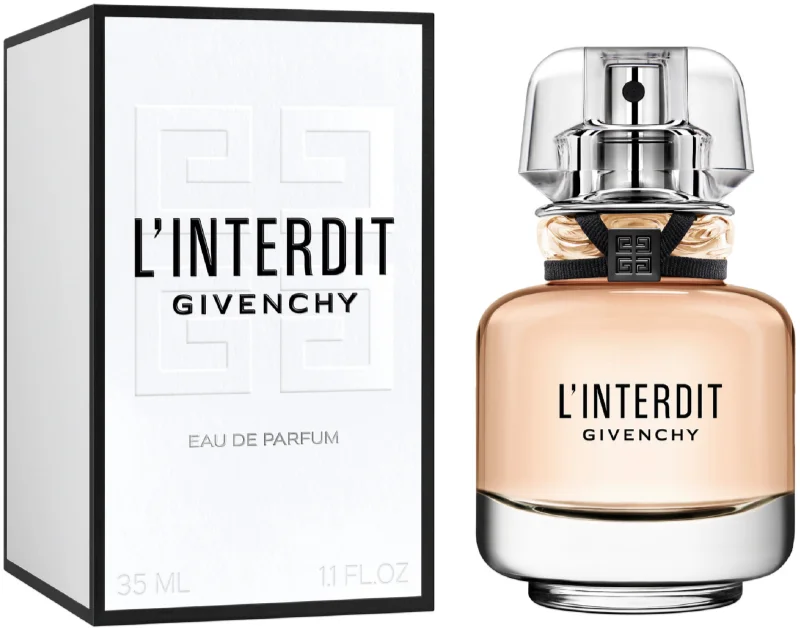 L'INTERDIT
GIVENCHY
EAU DE PARFUM
35 ML 1.1 FL.OZ
L'INTERDIT
GIVENCHY